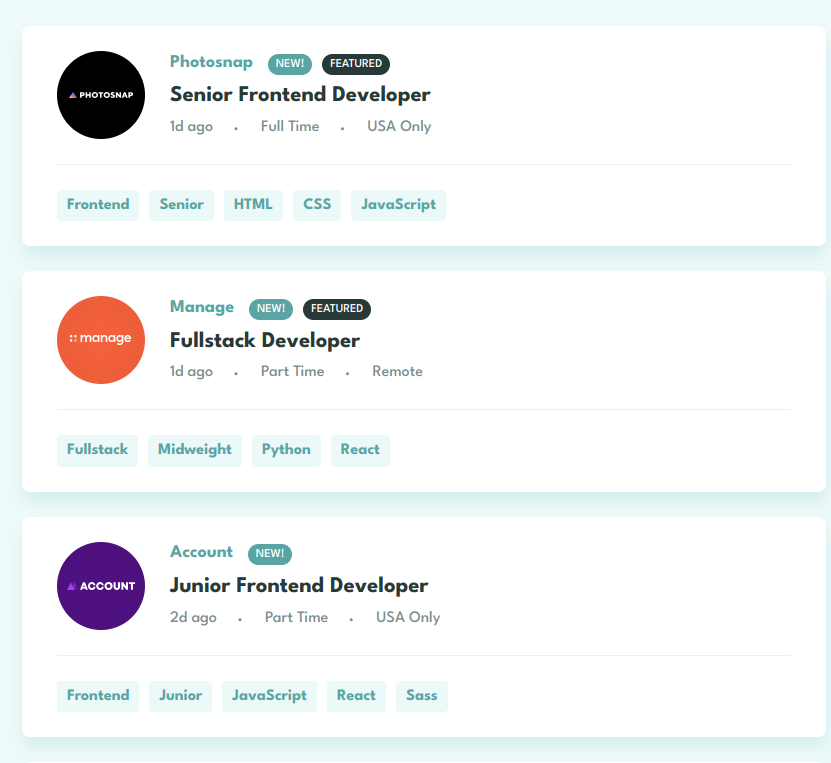 Photosnap NEW! FEATURED
PHOTOSNAP
Senior Frontend Developer
1d ago • Full Time • USA Only
Frontend Senior HTML CSS JavaScript
Manage NEW! FEATURED
manage
Fullstack Developer
1d ago • Part Time • Remote
Fullstack Midweight Python React
Account NEW!
ACCOUNT
Junior Frontend Developer
2d ago • Part Time • USA Only
Frontend Junior JavaScript React Sass